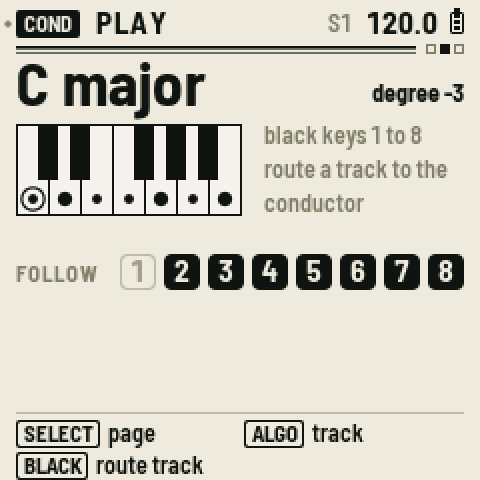 COND PLAY S1 120.0
C major degree -3
black keys 1 to 8
route a track to the
conductor
FOLLOW 1 2 3 4 5 6 7 8
SELECT page ALGO track
BLACK route track